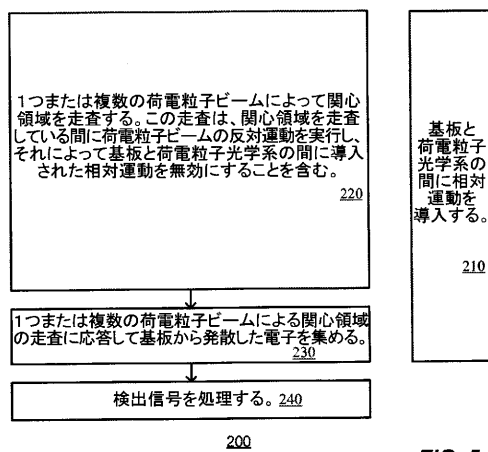 1つまたは複数の荷電粒子ビームによって関心
領域を走査する。この走査は、関心領域を走査
している間に荷電粒子ビームの反対運動を実行し、
それによって基板と荷電粒子光学系の間に導入
された相対運動を無効にすることを含む。
220
基板と
荷電粒子
光学系の
間に相対
運動を
導入する。
210
1つまたは複数の荷電粒子ビームによる関心領域
の走査に応答して基板から発散した電子を集める。
230
検出信号を処理する。240
200